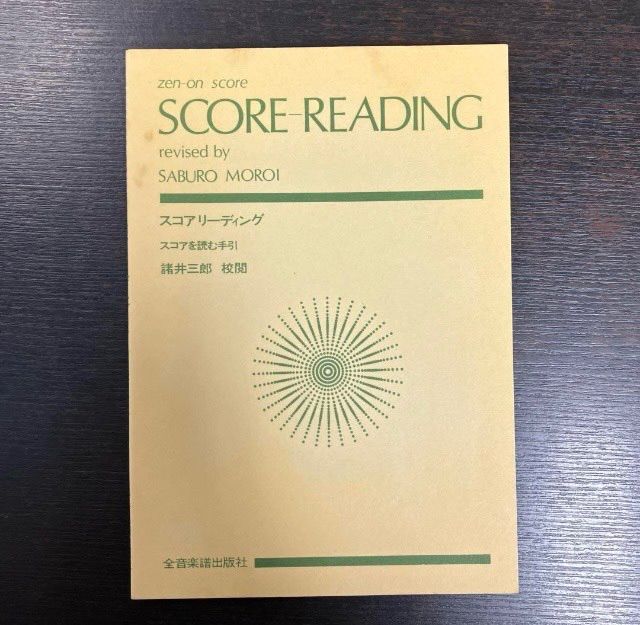 zen-on score
SCORE-READING
revised by
SABURO MOROI
スコアリーディング
スコアを読む手引
諸井三郎 校閲
全音楽譜出版社